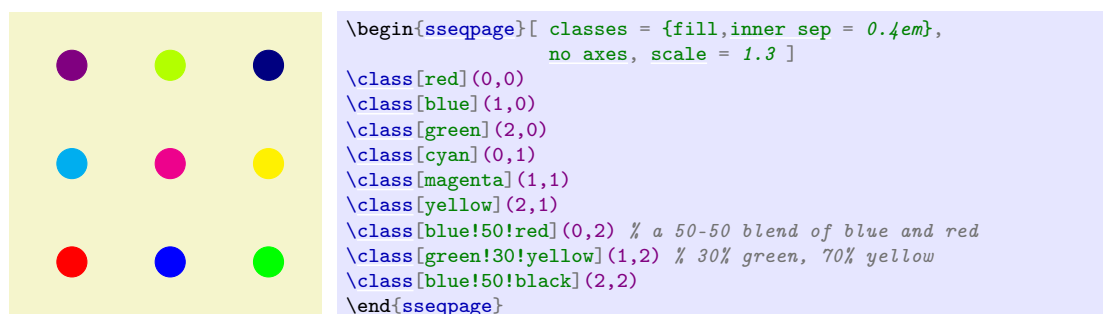 \begin{sseqpage}[ classes = {fill,inner sep = 0.4em},
no axes, scale = 1.3 ]
\class[red](0,0)
\class[blue](1,0)
\class[green](2,0)
\class[cyan](0,1)
\class[magenta](1,1)
\class[yellow](2,1)
\class[blue!50!red](0,2) % a 50-50 blend of blue and red
\class[green!30!yellow](1,2) % 30% green, 70% yellow
\class[blue!50!black](2,2)
\end{sseqpage}